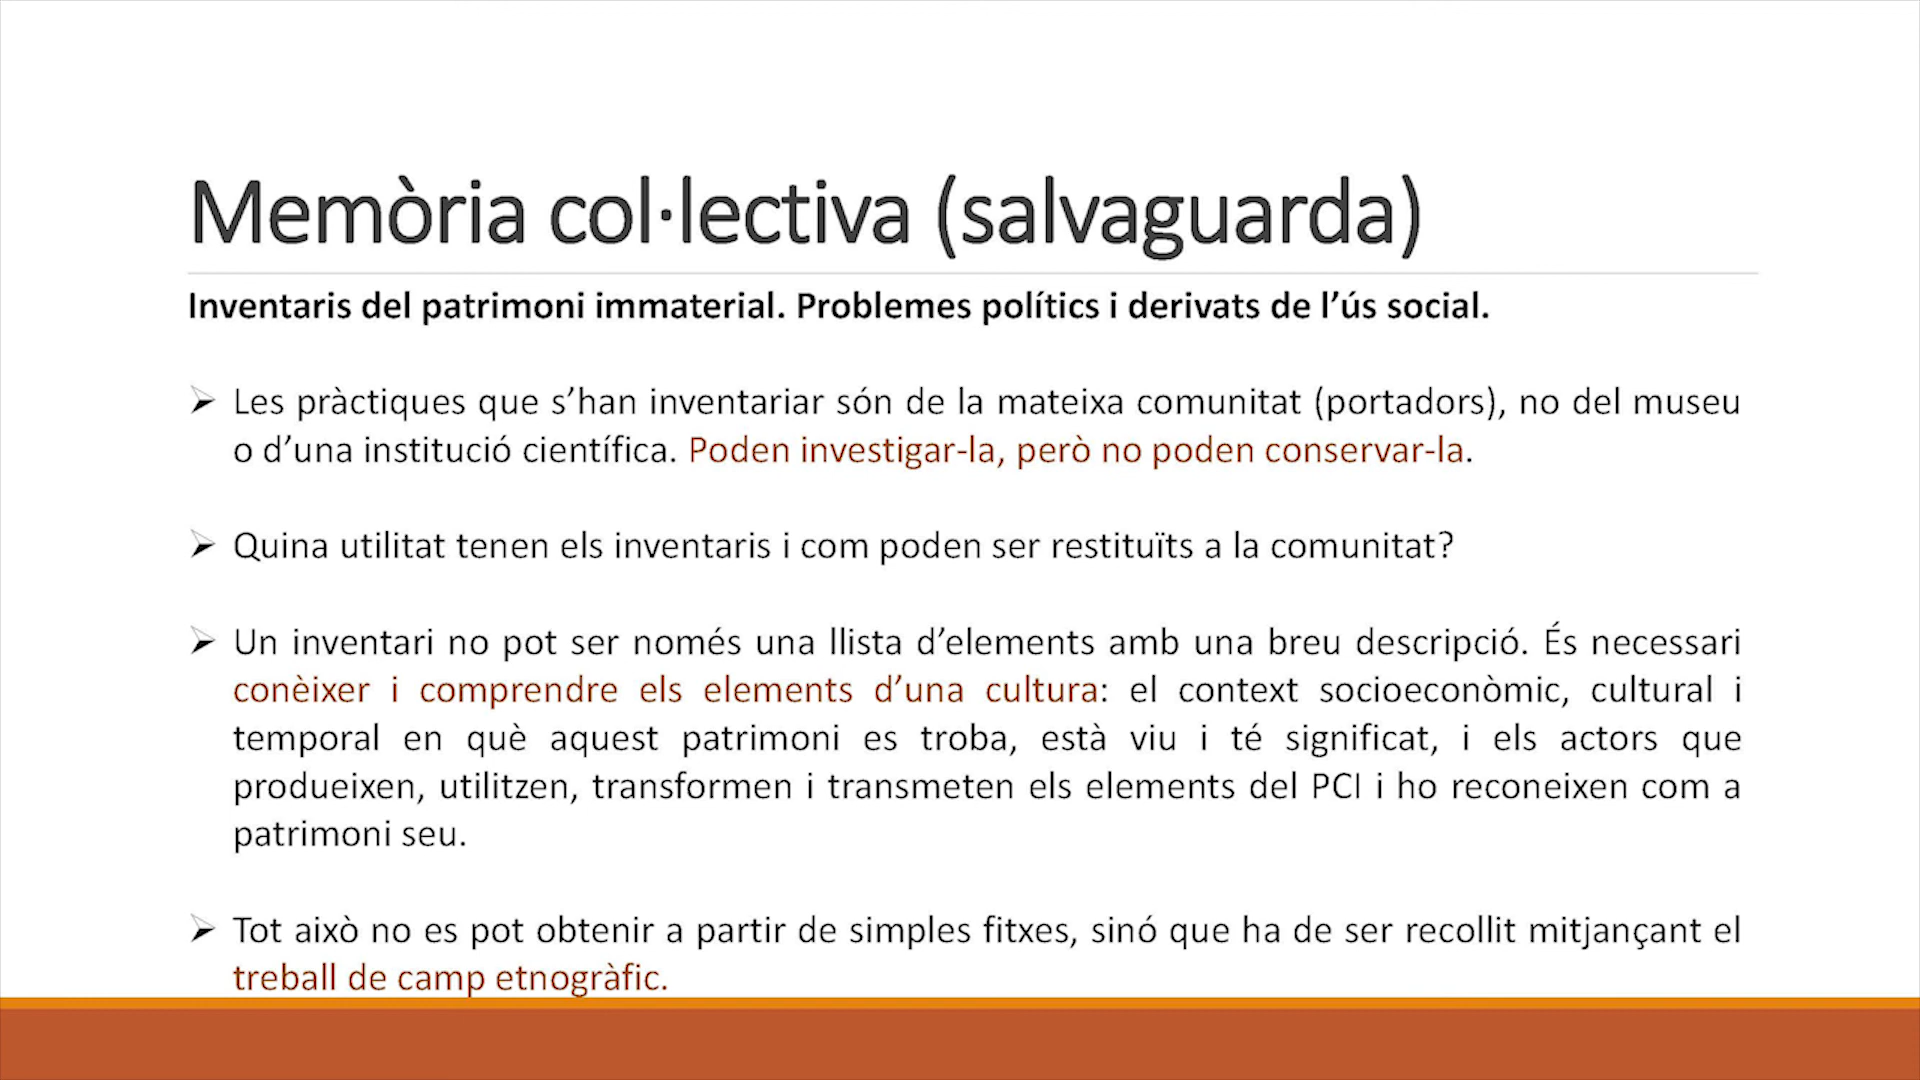 Memòria col·lectiva (salvaguarda)
Inventaris del patrimoni immaterial. Problemes polítics i derivats de l’ús social.
Les pràctiques que s’han inventariar són de la mateixa comunitat (portadors), no del museu
o d’una institució científica. Poden investigar-la, però no poden conservar-la.
Quina utilitat tenen els inventaris i com poden ser restituïts a la comunitat?
Un inventari no pot ser només una llista d’elements amb una breu descripció. És necessari
conèixer i comprendre els elements d’una cultura: el context socioeconòmic, cultural i
temporal en què aquest patrimoni es troba, està viu i té significat, i els actors que
produeixen, utilitzen, transformen i transmeten els elements del PCI i ho reconeixen com a
patrimoni seu.
Tot això no es pot obtenir a partir de simples fitxes, sinó que ha de ser recollit mitjançant el
treball de camp etnogràfic.